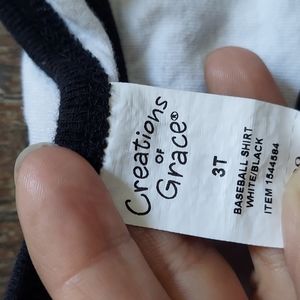 Creations
OF
Grace®
3T
BASEBALL SHIRT
WHITE/BLACK
ITEM 1544584